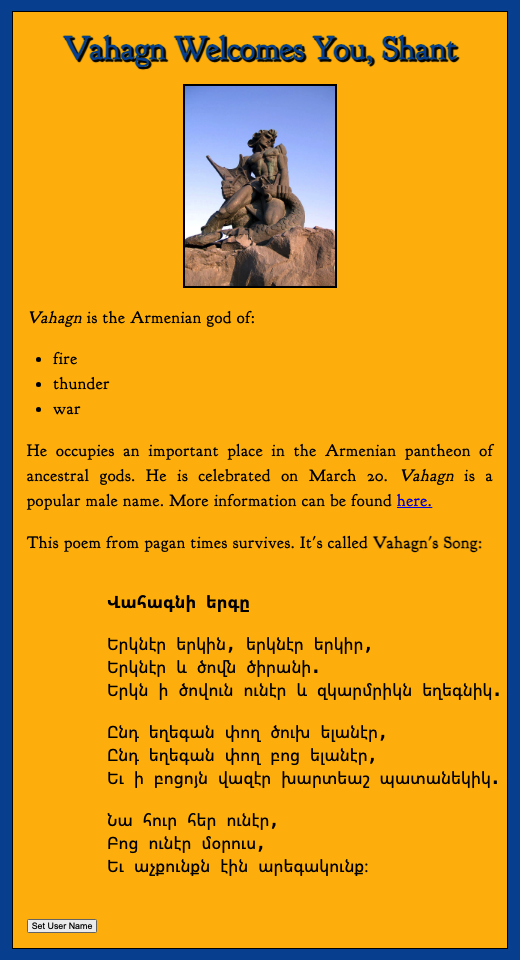 Vahagn Welcomes You, Shant
Vahagn is the Armenian god of:
• fire
• thunder
• war
He occupies an important place in the Armenian pantheon of
ancestral gods. He is celebrated on March 20. Vahagn is a
popular male name. More information can be found here.
This poem from pagan times survives. It's called Vahagn's Song:
Վահագնի երգը
Երկնէր երկին, երկնէր երկիր,
Երկնէր և ծովն ծիրանի.
Երկն ի ծովուն ունէր և զկարմրիկն եղեգնիկ.
Ընդ եղեգան փող ծուխ ելանէր,
Ընդ եղեգան փող բոց ելանէր,
Եւ ի բոցոյն վազէր խարտեաշ պատանեկիկ.
Նա հուր հեր ունէր,
Բոց ունէր մօրուս,
Եւ աչքունքն էին արեգակունք։
Set User Name